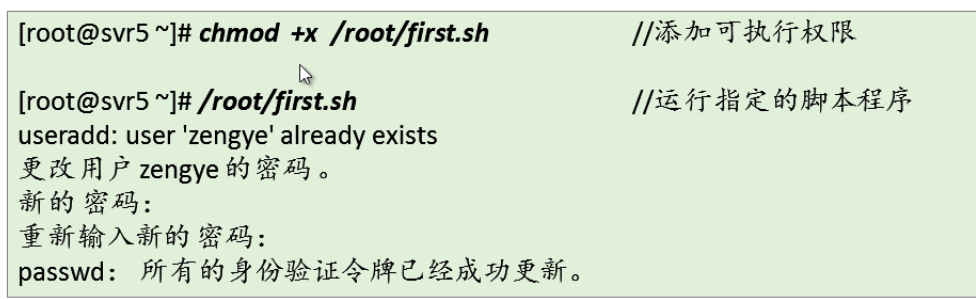 [root@svr5 ~]# chmod +x /root/first.sh //添加可执行权限
[root@svr5 ~]# /root/first.sh //运行指定的脚本程序
useradd: user 'zengye' already exists
更改用户 zengye 的密码。
新的 密码：
重新输入新的 密码：
passwd： 所有的身份验证令牌已经成功更新。